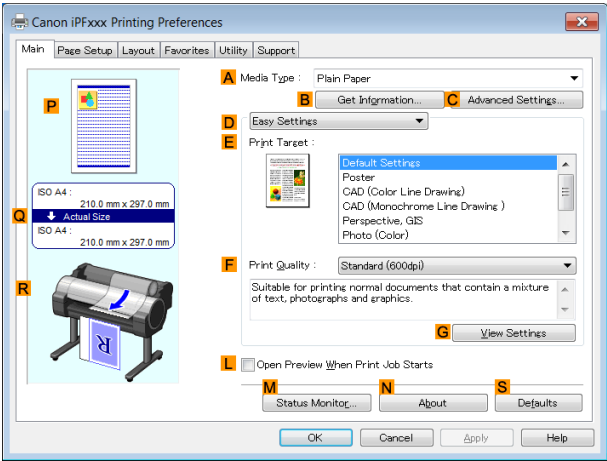 Canon iPFxxx Printing Preferences
Main Page Setup Layout Favorites Utility Support
A Media Type : Plain Paper
B Get Information... C Advanced Settings...
D Easy Settings
E Print Target :
Default Settings
Poster
CAD (Color Line Drawing)
CAD (Monochrome Line Drawing )
Perspective, GIS
Photo (Color)
F Print Quality : Standard (600dpi)
Suitable for printing normal documents that contain a mixture
of text, photographs and graphics.
G View Settings
P
Q
ISO A4 :
210.0 mm x 297.0 mm
Actual Size
ISO A4 :
210.0 mm x 297.0 mm
R
R
L Open Preview When Print Job Starts
M Status Monitor... N About S Defaults
OK Cancel Apply Help